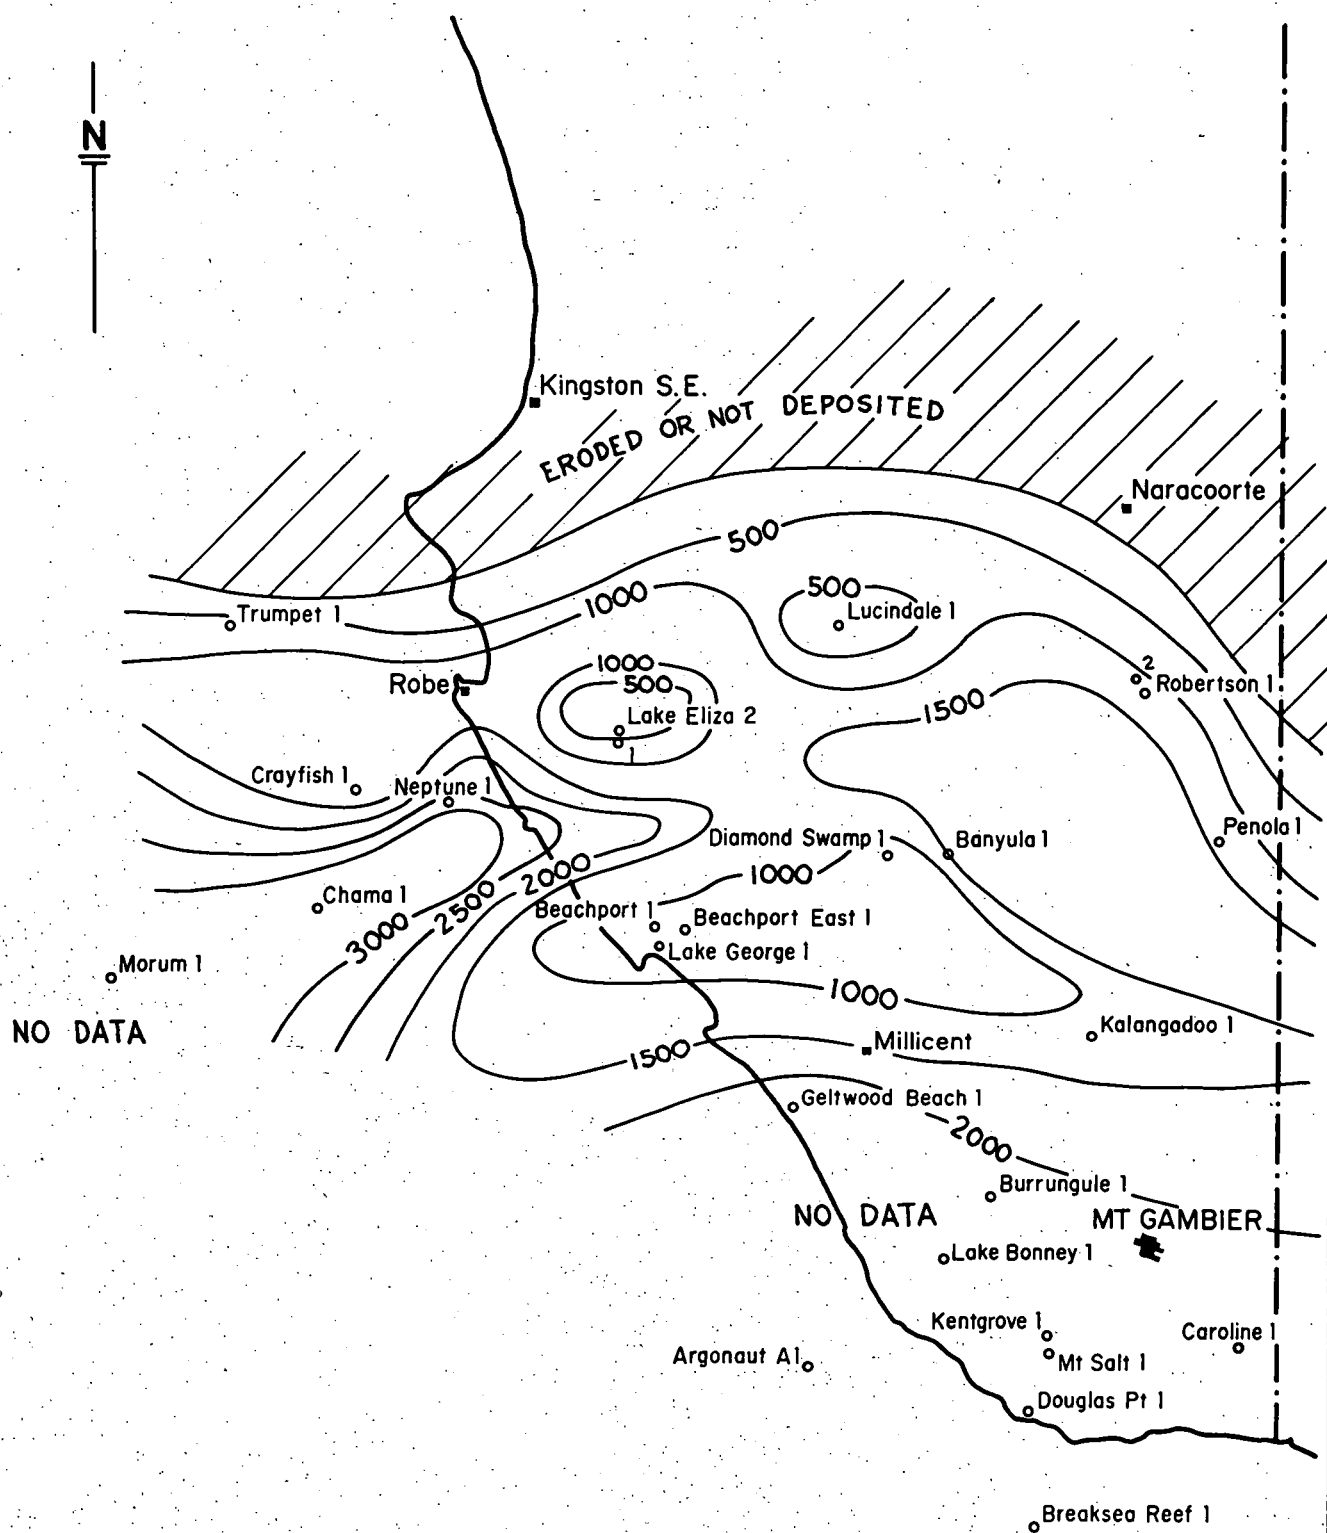 N
Kingston S.E.
ERODED OR NOT DEPOSITED
Naracoorte
500
500
1000
Trumpet 1
Lucindale 1
2
Robertson 1
1000
Robe
500
1500
Lake Eliza 2
1
Crayfish 1
Neptune 1
Penola 1
Diamond Swamp 1
Banyula 1
2000
1000
Chama 1
2500
Beachport 1
Beachport East 1
3000
Lake George 1
Morum 1
1000
NO DATA
Kalangadoo 1
Millicent
1500
Geltwood Beach 1
2000
Burrungule 1
NO DATA
MT GAMBIER
Lake Bonney 1
Kentgrove 1
Caroline 1
Argonaut A1
Mt Salt 1
Douglas Pt 1
Breaksea Reef 1